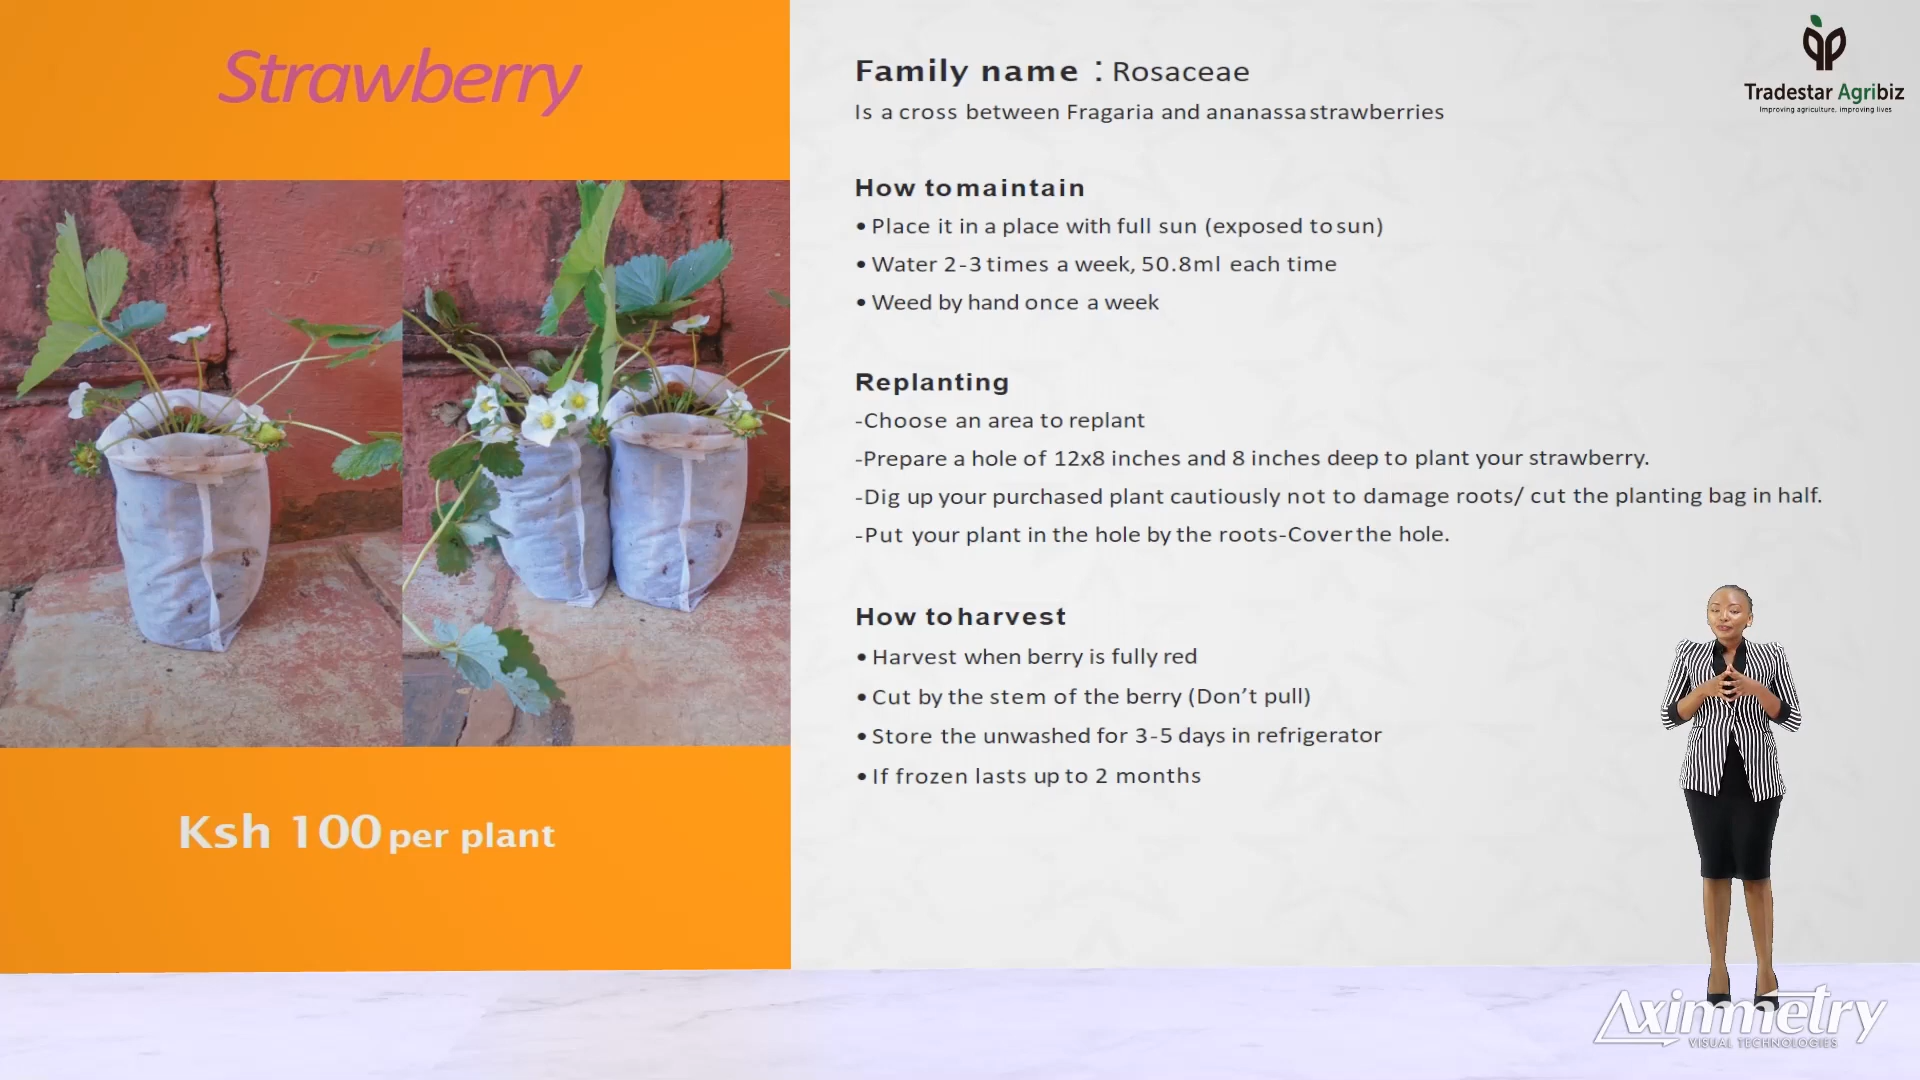 Strawberry
Family name : Rosaceae
Is a cross between Fragaria and ananassa strawberries
How to maintain
• Place it in a place with full sun (exposed to sun)
• Water 2-3 times a week, 50.8ml each time
• Weed by hand once a week
Replanting
-Choose an area to replant
-Prepare a hole of 12x8 inches and 8 inches deep to plant your strawberry.
-Dig up your purchased plant cautiously not to damage roots/ cut the planting bag in half.
-Put your plant in the hole by the roots-Cover the hole.
How to harvest
• Harvest when berry is fully red
• Cut by the stem of the berry (Don’t pull)
• Store the unwashed for 3-5 days in refrigerator
• If frozen lasts up to 2 months
Ksh 100 per plant
Tradestar Agribiz
Improving agriculture, improving lives
Aximmetry
VISUAL TECHNOLOGIES